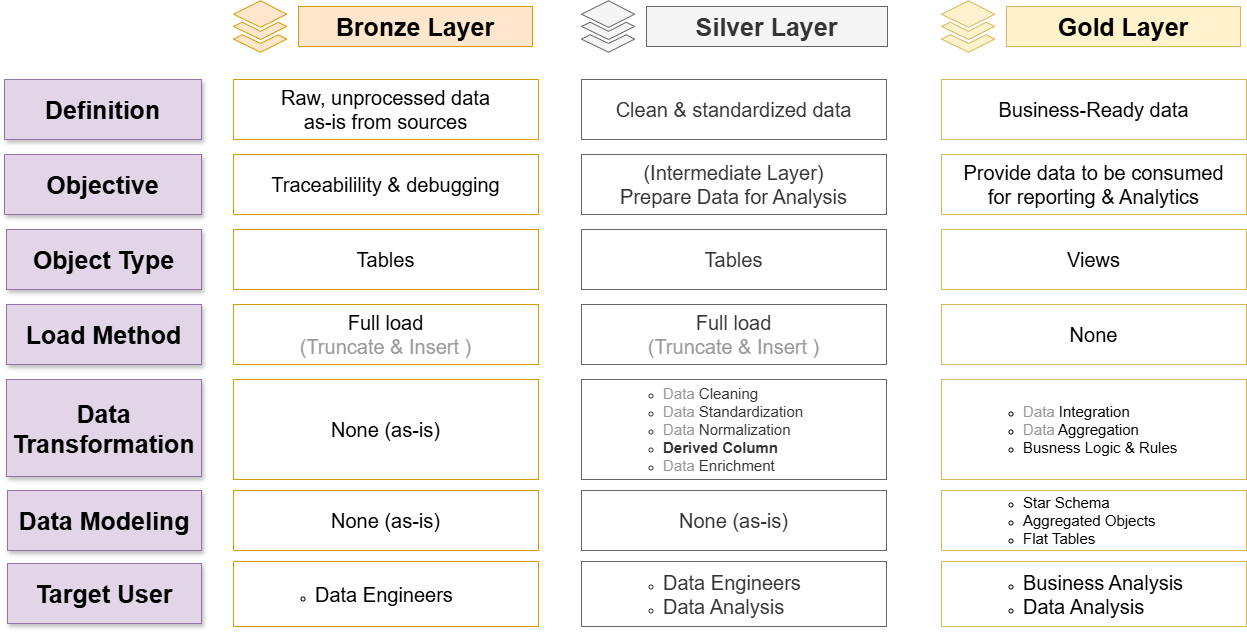 Bronze Layer
Silver Layer
Gold Layer
Definition
Raw, unprocessed data
as-is from sources
Clean & standardized data
Business-Ready data
Objective
Traceabilility & debugging
(Intermediate Layer)
Prepare Data for Analysis
Provide data to be consumed
for reporting & Analytics
Object Type
Tables
Tables
Views
Load Method
Full load
(Truncate & Insert )
Full load
(Truncate & Insert )
None
Data
Transformation
None (as-is)
Data Cleaning
Data Standardization
Data Normalization
Derived Column
Data Enrichment
Data Integration
Data Aggregation
Busness Logic & Rules
Data Modeling
None (as-is)
None (as-is)
Star Schema
Aggregated Objects
Flat Tables
Target User
Data Engineers
Data Engineers
Data Analysis
Business Analysis
Data Analysis